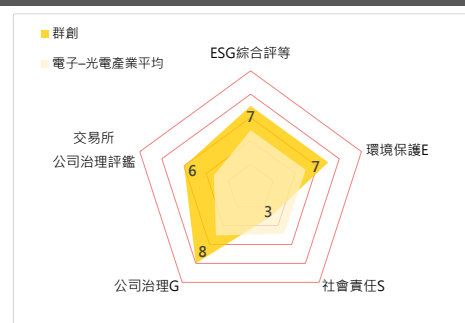 群創
電子–光電產業平均
ESG綜合評等
7
環境保護E
7
交易所
公司治理評鑑
6
3
8
公司治理G
社會責任S